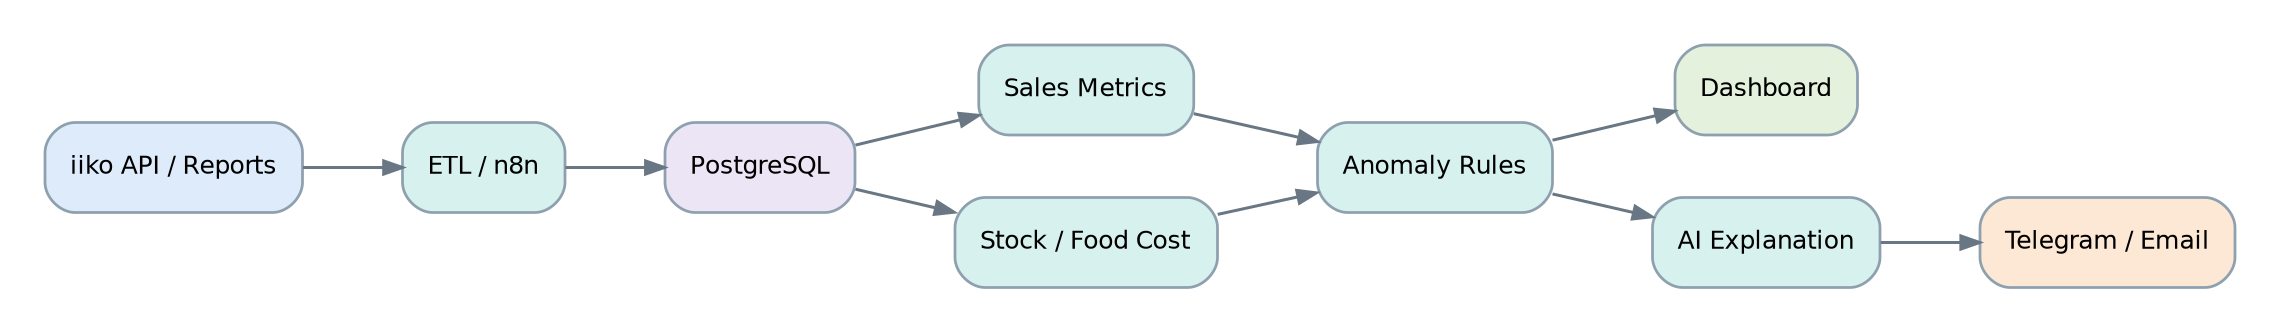 iiko API / Reports
ETL / n8n
PostgreSQL
Sales Metrics
Stock / Food Cost
Anomaly Rules
Dashboard
AI Explanation
Telegram / Email